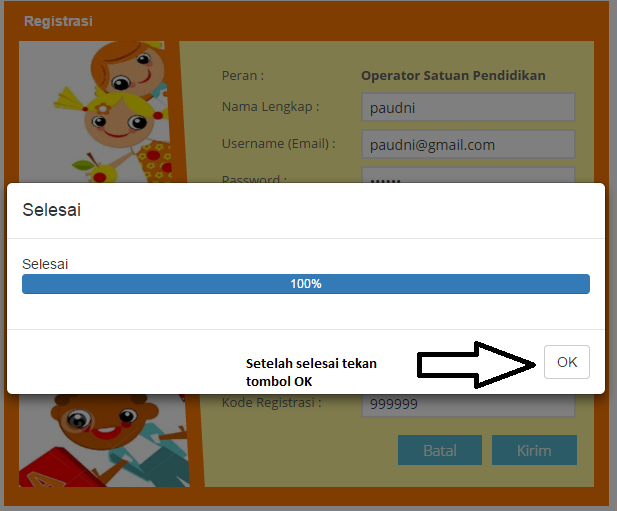 Registrasi
Peran : Operator Satuan Pendidikan
Nama Lengkap : paudni
Username (Email) : paudni@gmail.com
Password : ••••••
Selesai
Selesai
100%
Setelah selesai tekan
tombol OK
OK
Kode Registrasi : 999999
Batal Kirim
A